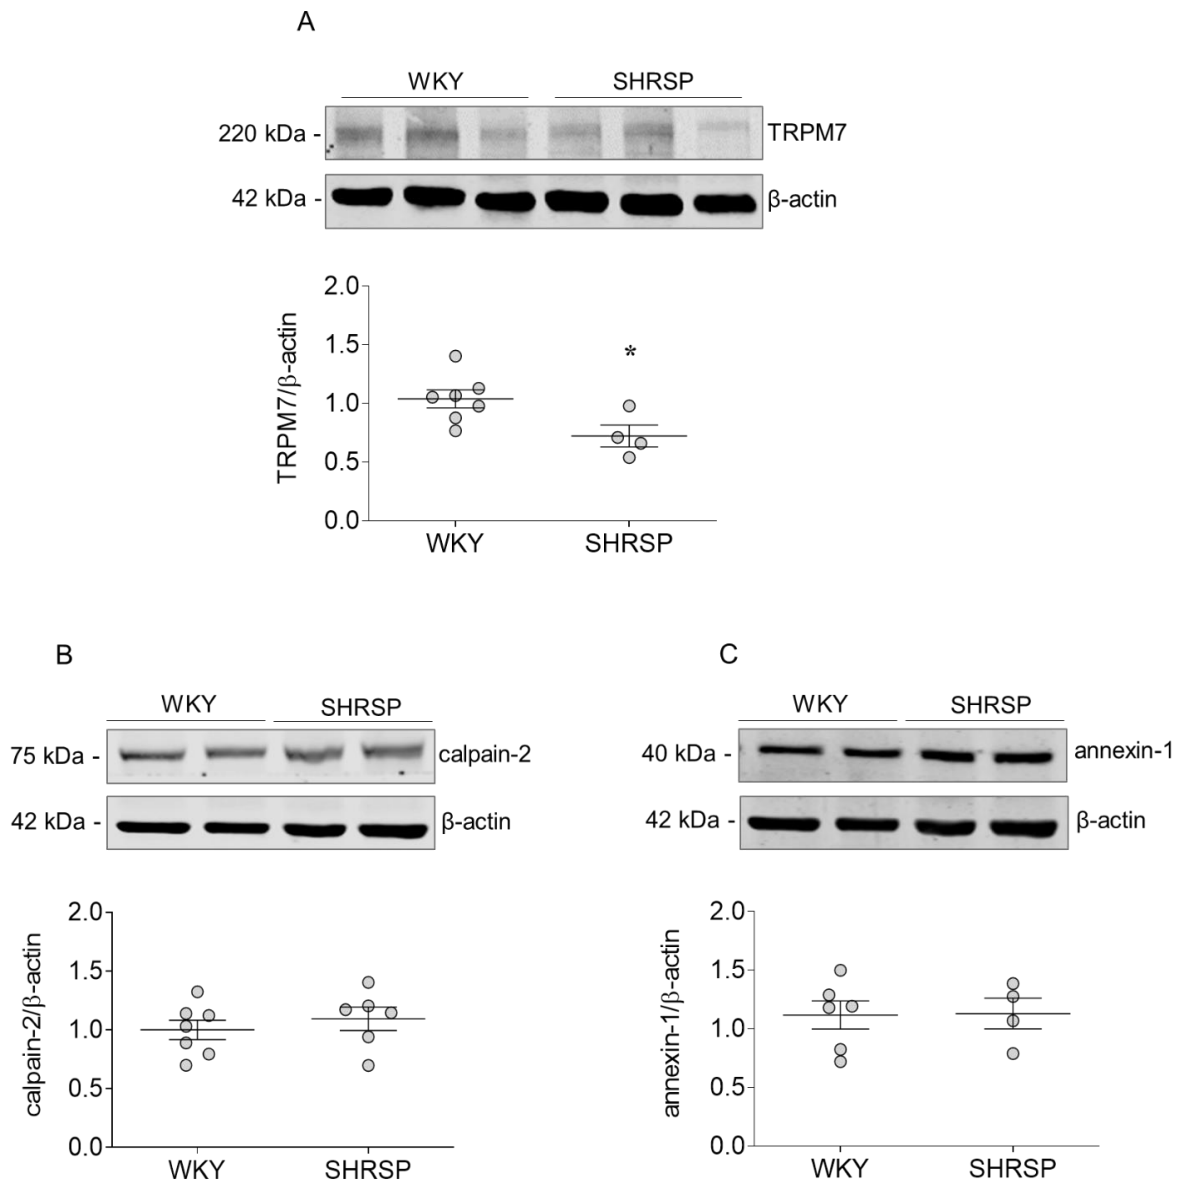 A
WKY SHRSP
220 kDa - TRPM7
42 kDa - β-actin
2.0
1.5
*
1.0
0.5
0.0
TRPM7/β-actin
WKY SHRSP
B
WKY SHRSP
75 kDa - calpain-2
42 kDa - β-actin
2.0
1.5
1.0
0.5
0.0
calpain-2/β-actin
WKY SHRSP
C
WKY SHRSP
40 kDa - annexin-1
42 kDa - β-actin
2.0
1.5
1.0
0.5
0.0
annexin-1/β-actin
WKY SHRSP